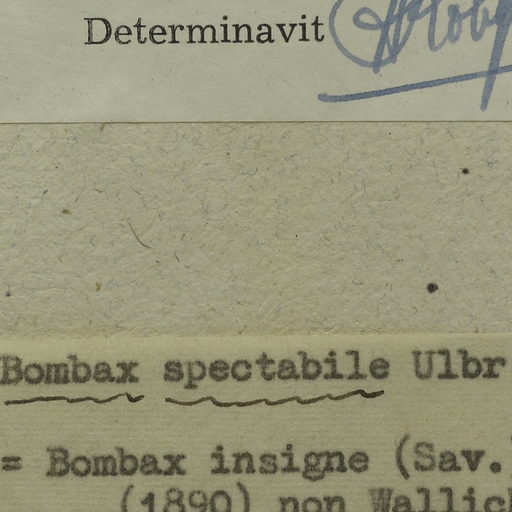 Determinavit
Bombax spectabile Ulbr
= Bombax insigne (Sav.
(1890) non Wallich